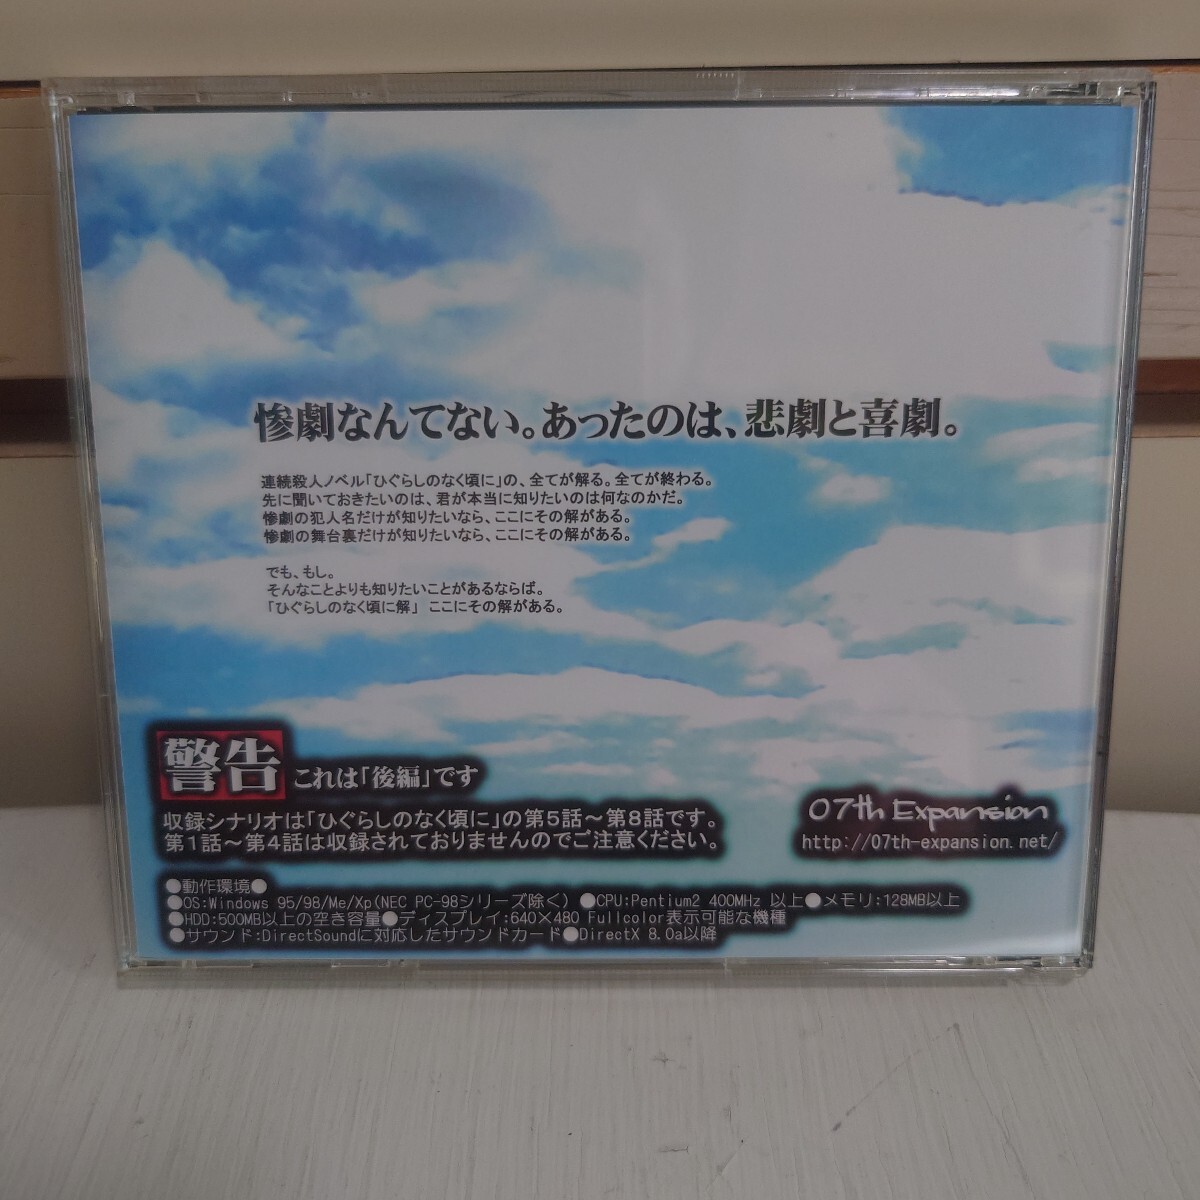 惨劇なんてない。あったのは、悲劇と喜劇。
連続殺人ノベル「ひぐらしのなく頃に」の、全てが解る。全てが終わる。
先に聞いておきたいのは、君が本当に知りたいのは何なのかだ。
惨劇の犯人名だけが知りたいなら、ここにその解がある。
惨劇の舞台裏だけが知りたいなら、ここにその解がある。
でも、もし。
そんなことよりも知りたいことがあるならば。
「ひぐらしのなく頃に解」 ここにその解がある。
警告 これは「後編」です
収録シナリオは「ひぐらしのなく頃に」の第5話～第8話です。
第1話～第4話は収録されておりませんのでご注意ください。
07th Expansion
http://07th-expansion.net/
●動作環境●
●OS:Windows 95/98/Me/Xp(NEC PC-98シリーズ除く) ●CPU:Pentium2 400MHz 以上●メモリ:128MB以上
●HDD:500MB以上の空き容量●ディスプレイ:640×480 Fullcolor表示可能な機種
●サウンド:DirectSoundに対応したサウンドカード●DirectX 8.0a以降